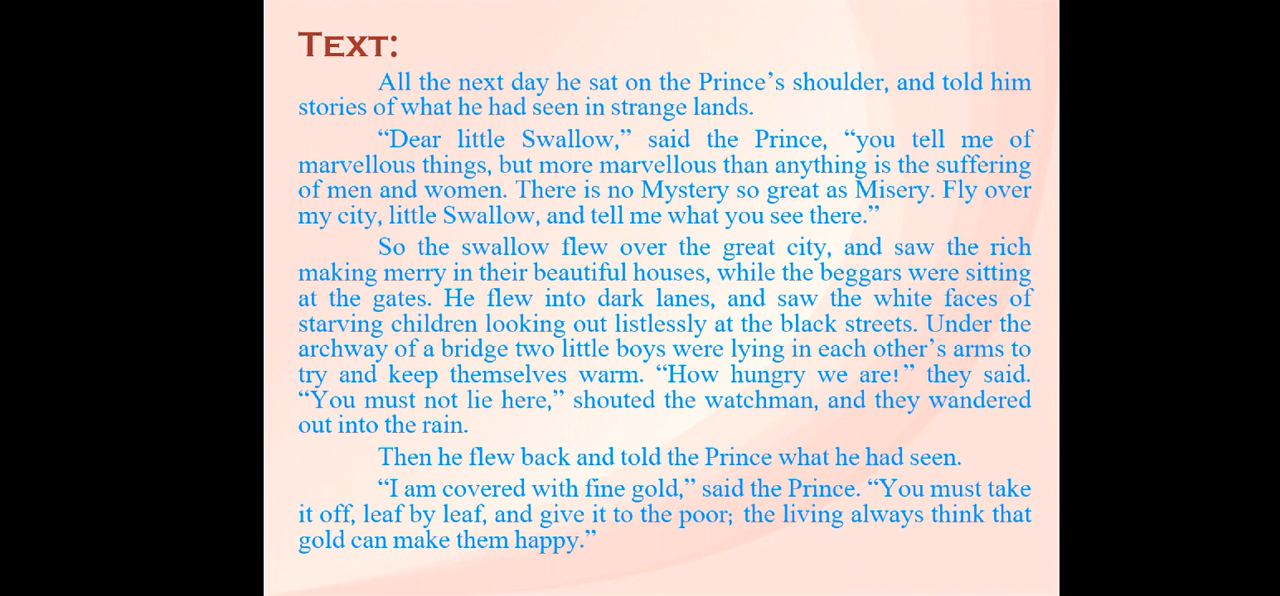 TEXT:
All the next day he sat on the Prince’s shoulder, and told him
stories of what he had seen in strange lands.
“Dear little Swallow,” said the Prince, “you tell me of
marvellous things, but more marvellous than anything is the suffering
of men and women. There is no Mystery so great as Misery. Fly over
my city, little Swallow, and tell me what you see there.”
So the swallow flew over the great city, and saw the rich
making merry in their beautiful houses, while the beggars were sitting
at the gates. He flew into dark lanes, and saw the white faces of
starving children looking out listlessly at the black streets. Under the
archway of a bridge two little boys were lying in each other’s arms to
try and keep themselves warm. “How hungry we are!” they said.
“You must not lie here,” shouted the watchman, and they wandered
out into the rain.
Then he flew back and told the Prince what he had seen.
“I am covered with fine gold,” said the Prince. “You must take
it off, leaf by leaf, and give it to the poor; the living always think that
gold can make them happy.”